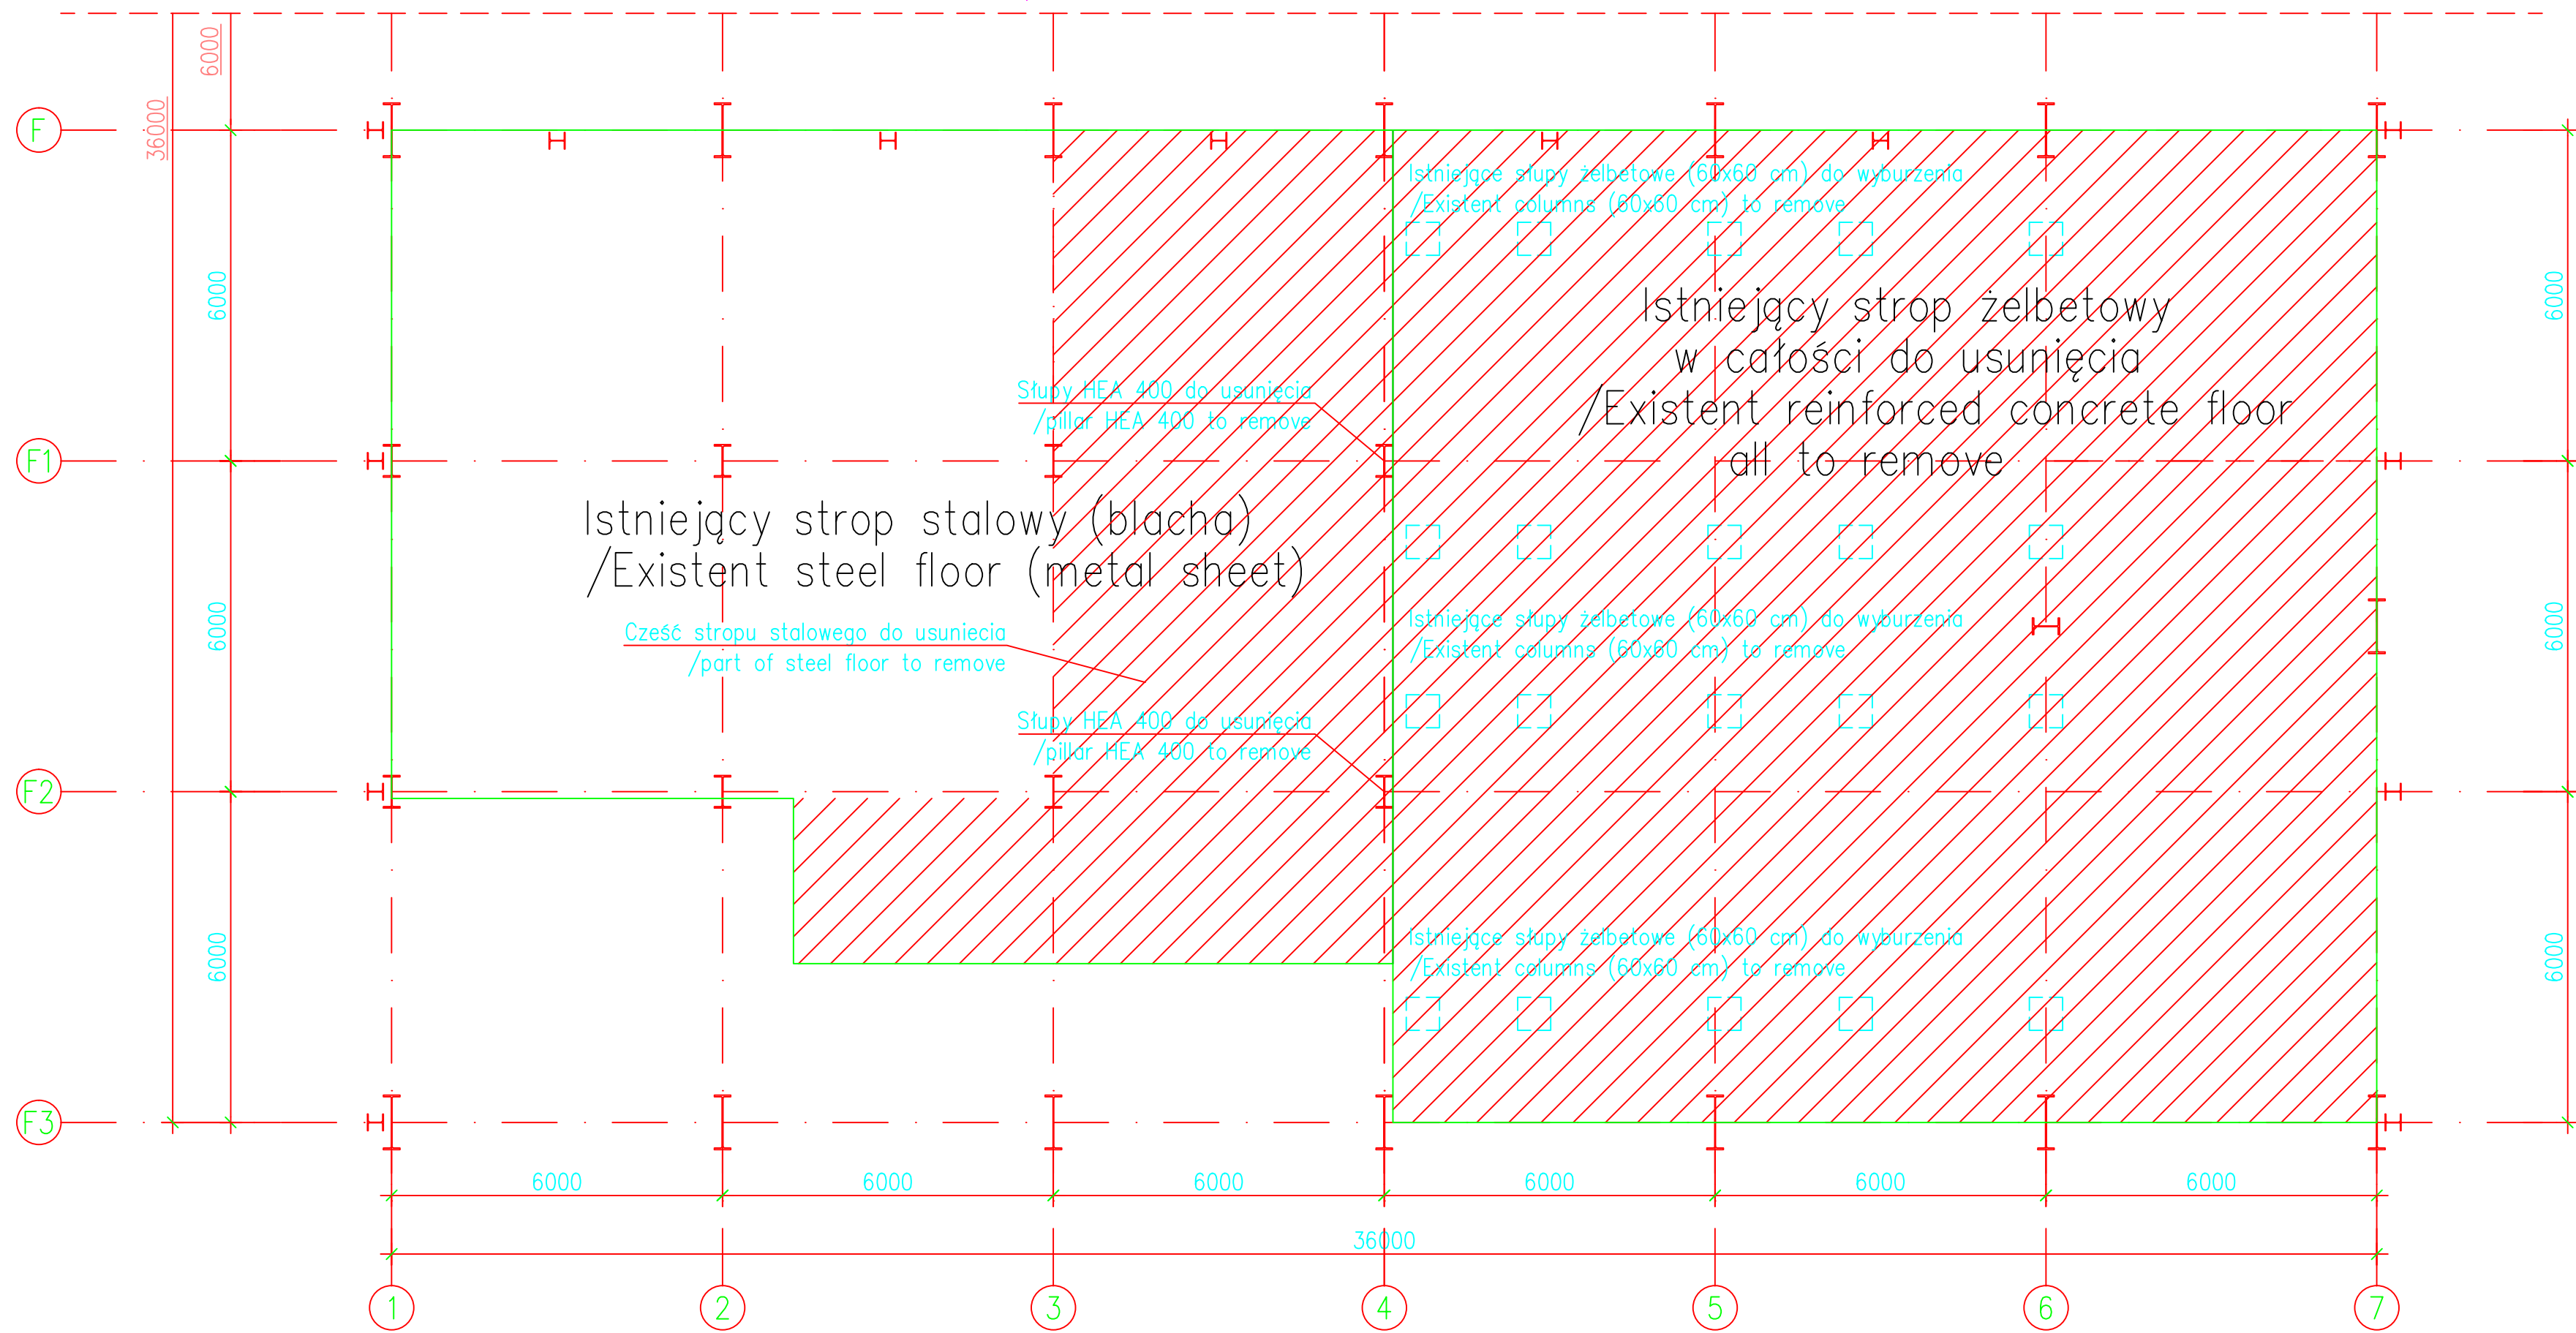 6000
36000
F
6000
6000
Istniejące słupy żelbetowe (60x60 cm) do wyburzenia
/Existent columns (60x60 cm) to remove
Istniejący strop żelbetowy
w całości do usunięcia
/Existent reinforced concrete floor
all to remove
Słupy HEA 400 do usunięcia
/pillar HEA 400 to remove
F1
Istniejący strop stalowy (blacha)
/Existent steel floor (metal sheet)
6000
6000
Cześć stropu stalowego do usuniecia
/part of steel floor to remove
Istniejące słupy żelbetowe (60x60 cm) do wyburzenia
/Existent columns (60x60 cm) to remove
Słupy HEA 400 do usunięcia
/pillar HEA 400 to remove
F2
6000
6000
Istniejące słupy żelbetowe (60x60 cm) do wyburzenia
/Existent columns (60x60 cm) to remove
F3
6000 6000 6000 6000 6000 6000
36000
1 2 3 4 5 6 7